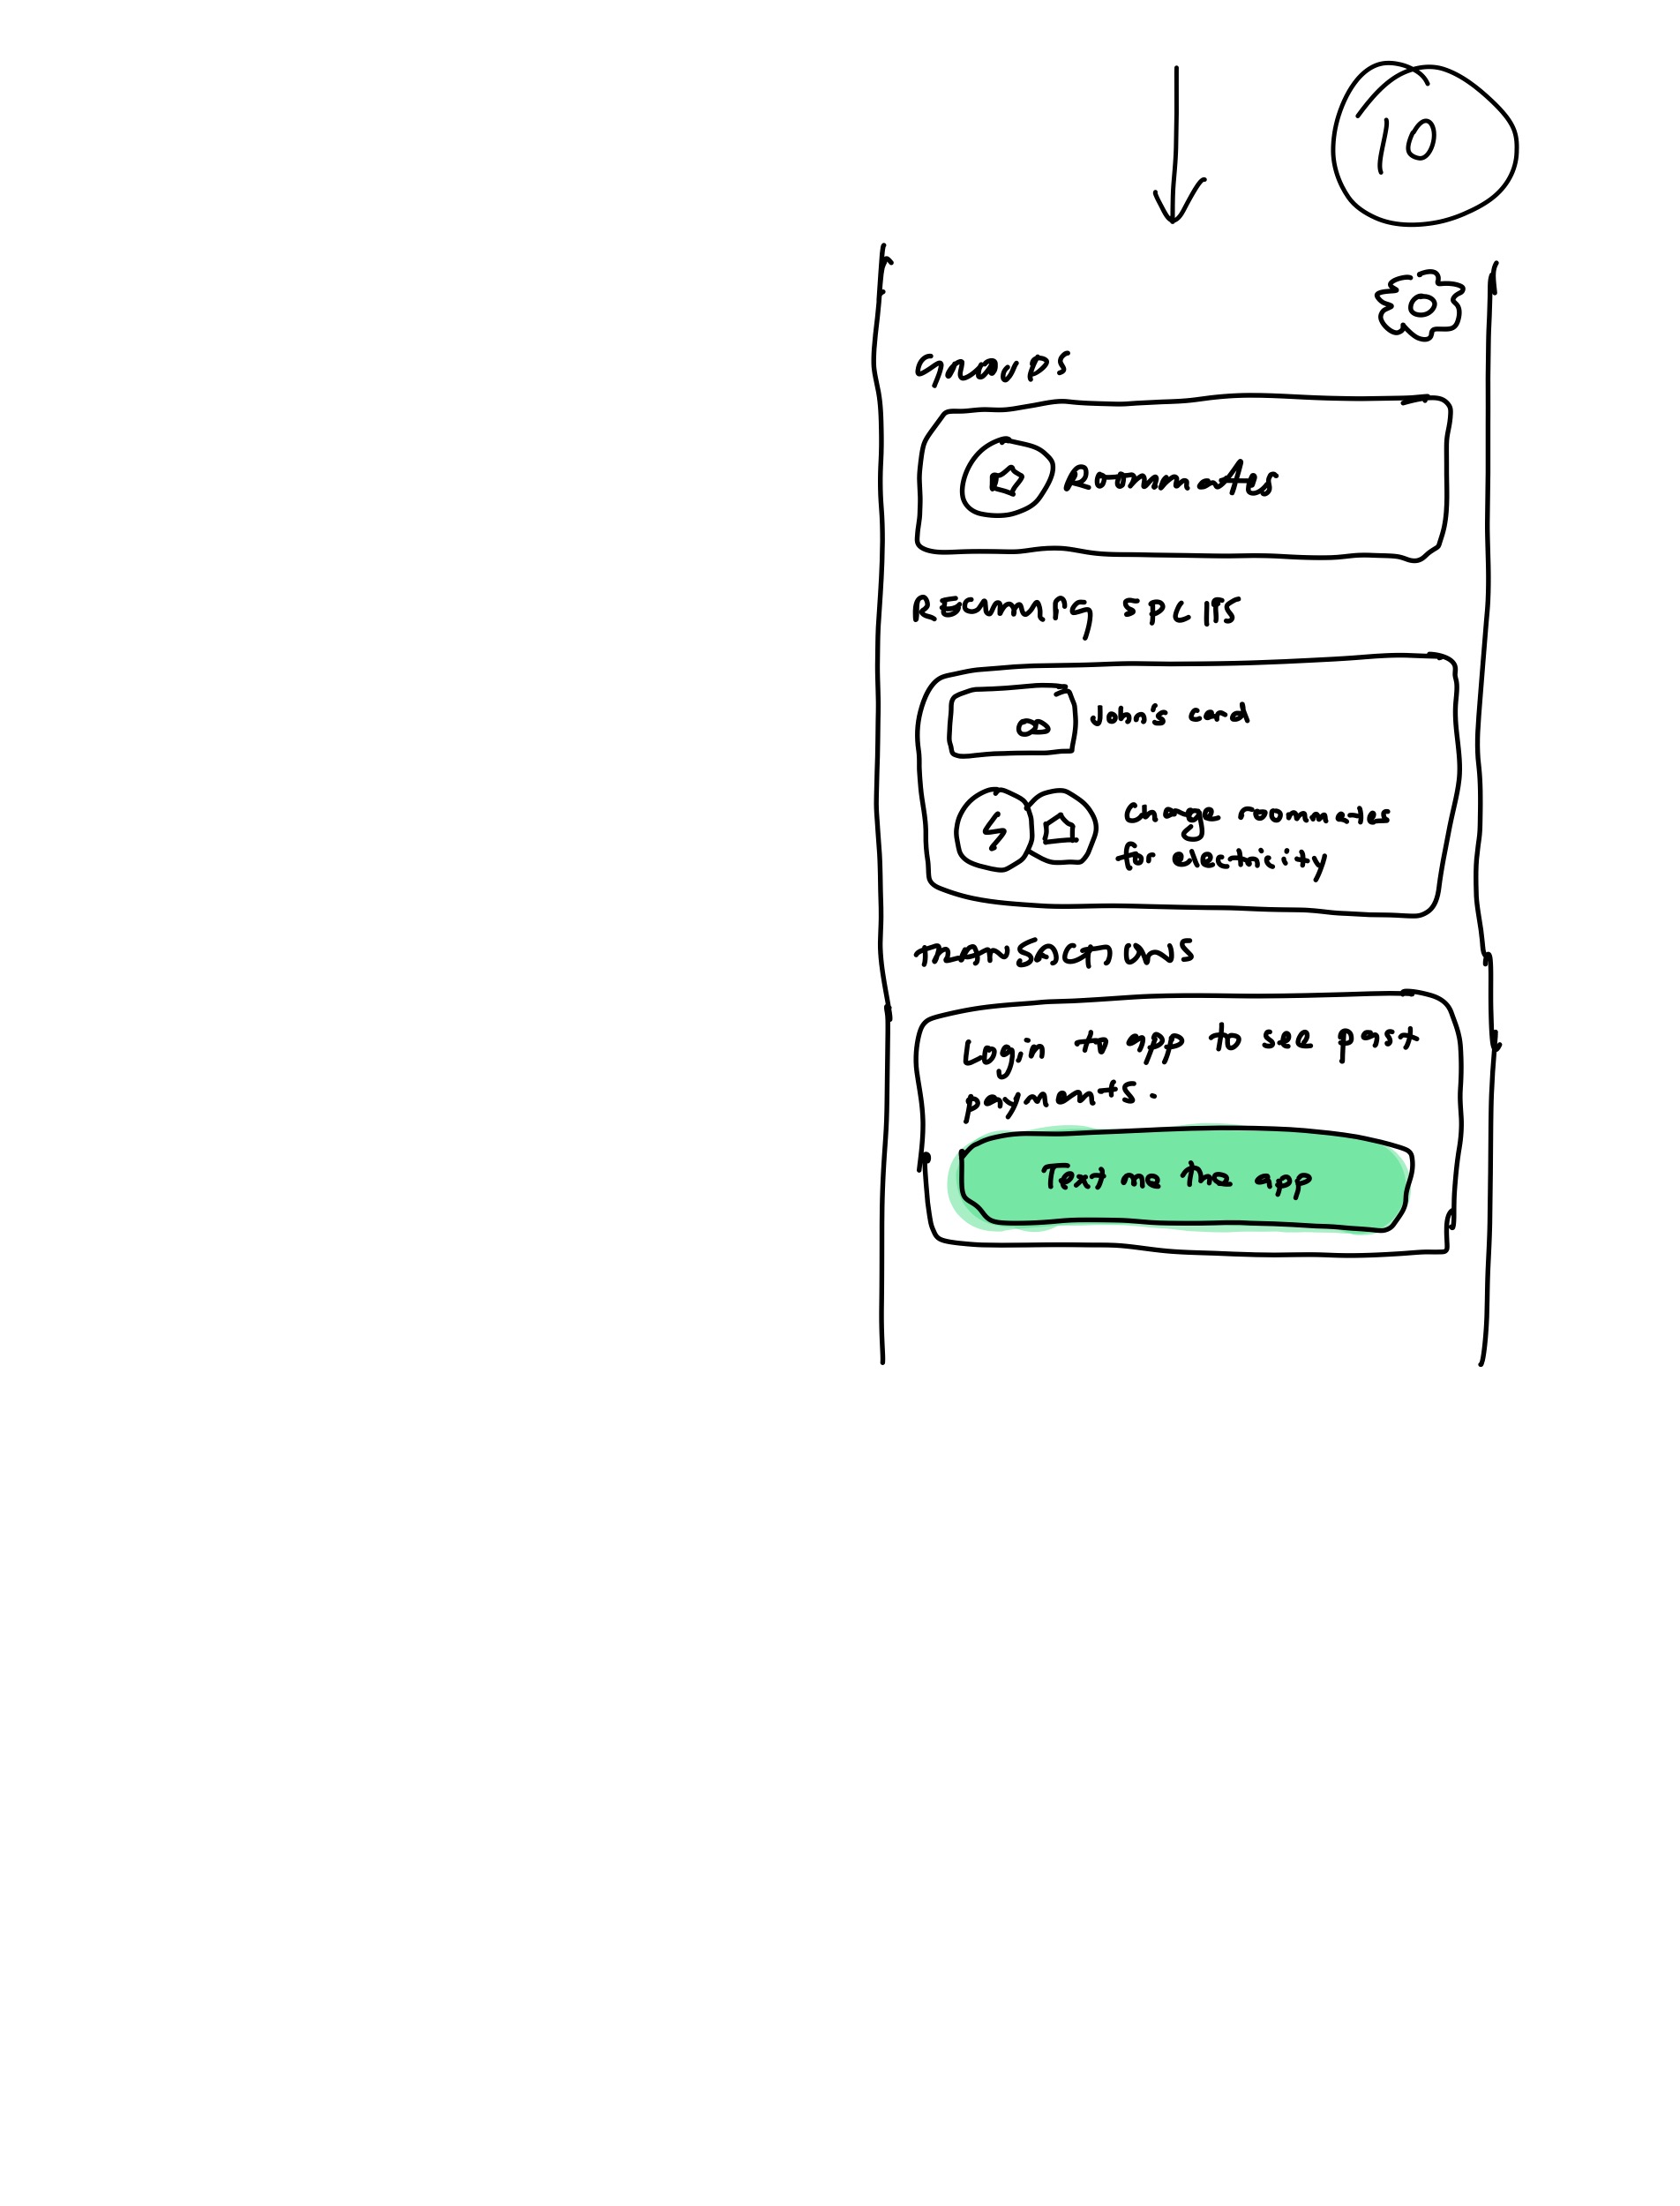 10
GROUPS
Roommates
RECURRING SPLITS
John's card
Charge roommates
for electricity
TRANSACTIONS
Login to app to see past
payments.
Text me the app